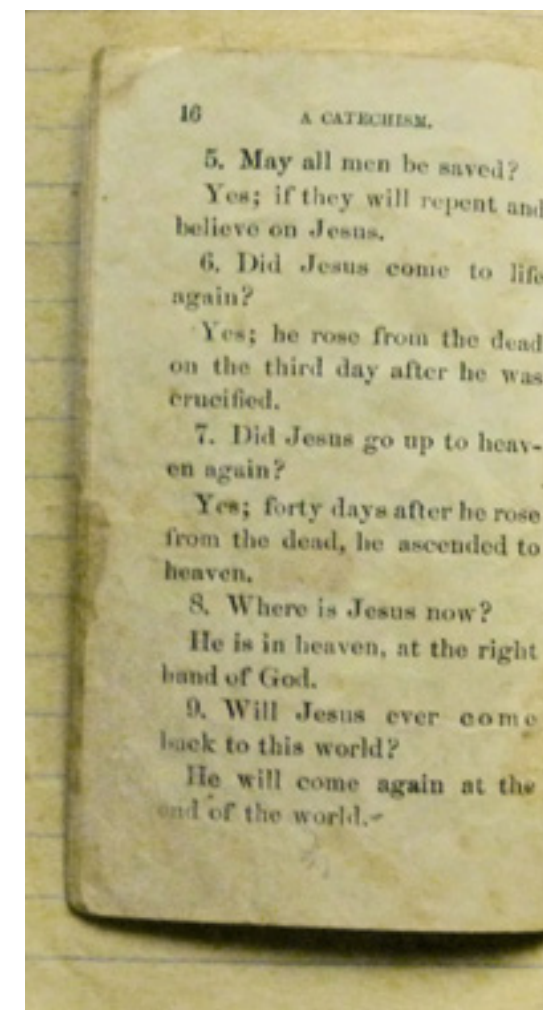 16 A CATECHISM.
5. May all men be saved?
Yes; if they will repent and
believe on Jesus.
6. Did Jesus come to life
again?
Yes; he rose from the dead
on the third day after he was
crucified.
7. Did Jesus go up to heav-
en again?
Yes; forty days after he rose
from the dead, he ascended to
heaven.
8. Where is Jesus now?
He is in heaven, at the right
hand of God.
9. Will Jesus ever come
back to this world?
He will come again at the
end of the world.